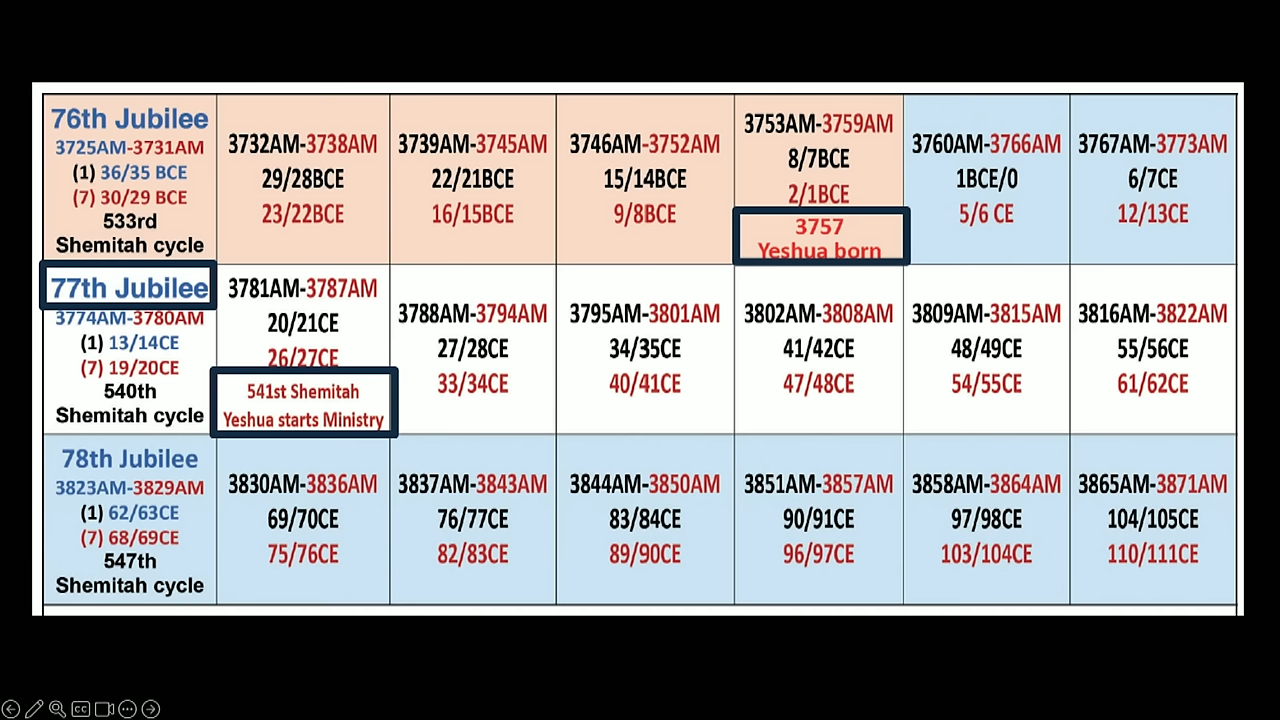 76th Jubilee
3725AM-3731AM
(1) 36/35 BCE
(7) 30/29 BCE
533rd
Shemitah cycle
3732AM-3738AM
29/28BCE
23/22BCE
3739AM-3745AM
22/21BCE
16/15BCE
3746AM-3752AM
15/14BCE
9/8BCE
3753AM-3759AM
8/7BCE
2/1BCE
3757
Yeshua born
3760AM-3766AM
1BCE/0
5/6 CE
3767AM-3773AM
6/7CE
12/13CE
77th Jubilee
3774AM-3780AM
(1) 13/14CE
(7) 19/20CE
540th
Shemitah cycle
3781AM-3787AM
20/21CE
26/27CE
541st Shemitah
Yeshua starts Ministry
3788AM-3794AM
27/28CE
33/34CE
3795AM-3801AM
34/35CE
40/41CE
3802AM-3808AM
41/42CE
47/48CE
3809AM-3815AM
48/49CE
54/55CE
3816AM-3822AM
55/56CE
61/62CE
78th Jubilee
3823AM-3829AM
(1) 62/63CE
(7) 68/69CE
547th
Shemitah cycle
3830AM-3836AM
69/70CE
75/76CE
3837AM-3843AM
76/77CE
82/83CE
3844AM-3850AM
83/84CE
89/90CE
3851AM-3857AM
90/91CE
96/97CE
3858AM-3864AM
97/98CE
103/104CE
3865AM-3871AM
104/105CE
110/111CE
CC